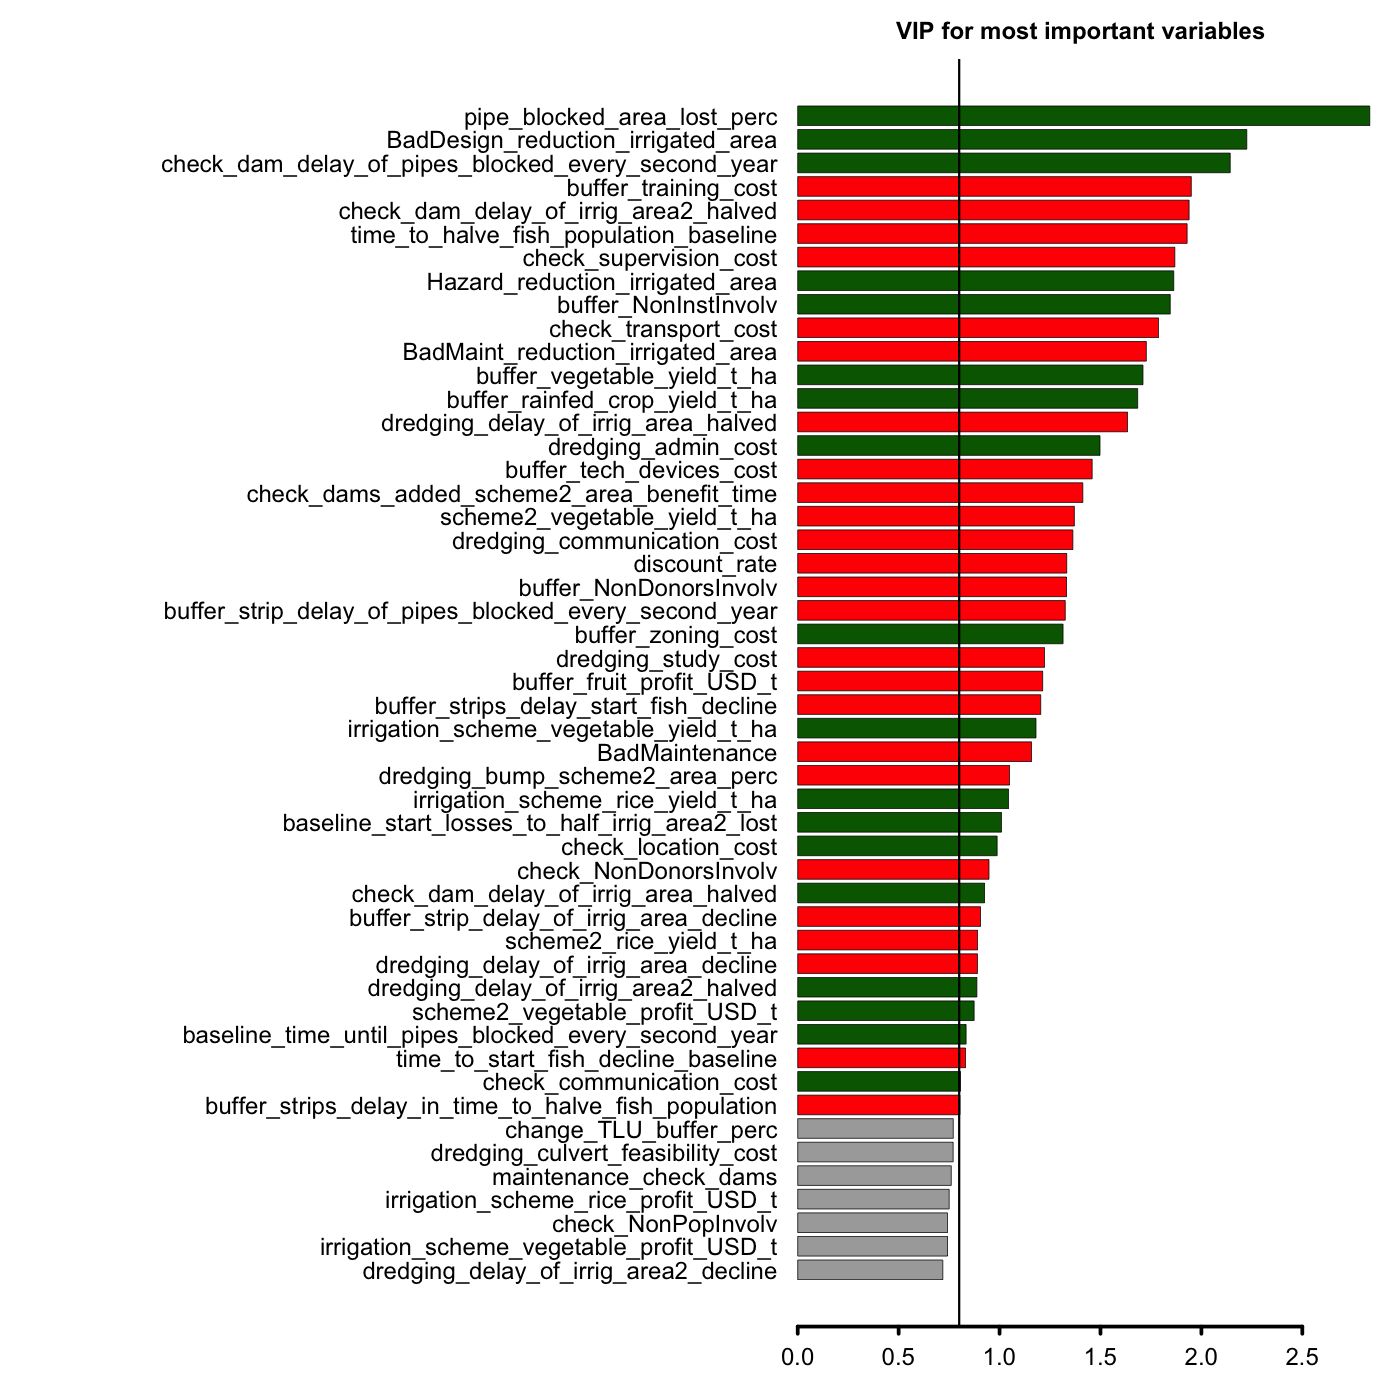 VIP for most important variables
pipe_blocked_area_lost_perc
BadDesign_reduction_irrigated_area
check_dam_delay_of_pipes_blocked_every_second_year
buffer_training_cost
check_dam_delay_of_irrig_area2_halved
time_to_halve_fish_population_baseline
check_supervision_cost
Hazard_reduction_irrigated_area
buffer_NonInstInvolv
check_transport_cost
BadMaint_reduction_irrigated_area
buffer_vegetable_yield_t_ha
buffer_rainfed_crop_yield_t_ha
dredging_delay_of_irrig_area_halved
dredging_admin_cost
buffer_tech_devices_cost
check_dams_added_scheme2_area_benefit_time
scheme2_vegetable_yield_t_ha
dredging_communication_cost
discount_rate
buffer_NonDonorsInvolv
buffer_strip_delay_of_pipes_blocked_every_second_year
buffer_zoning_cost
dredging_study_cost
buffer_fruit_profit_USD_t
buffer_strips_delay_start_fish_decline
irrigation_scheme_vegetable_yield_t_ha
BadMaintenance
dredging_bump_scheme2_area_perc
irrigation_scheme_rice_yield_t_ha
baseline_start_losses_to_half_irrig_area2_lost
check_location_cost
check_NonDonorsInvolv
check_dam_delay_of_irrig_area_halved
buffer_strip_delay_of_irrig_area_decline
scheme2_rice_yield_t_ha
dredging_delay_of_irrig_area_decline
dredging_delay_of_irrig_area2_halved
scheme2_vegetable_profit_USD_t
baseline_time_until_pipes_blocked_every_second_year
time_to_start_fish_decline_baseline
check_communication_cost
buffer_strips_delay_in_time_to_halve_fish_population
change_TLU_buffer_perc
dredging_culvert_feasibility_cost
maintenance_check_dams
irrigation_scheme_rice_profit_USD_t
check_NonPopInvolv
irrigation_scheme_vegetable_profit_USD_t
dredging_delay_of_irrig_area2_decline
0.0 0.5 1.0 1.5 2.0 2.5